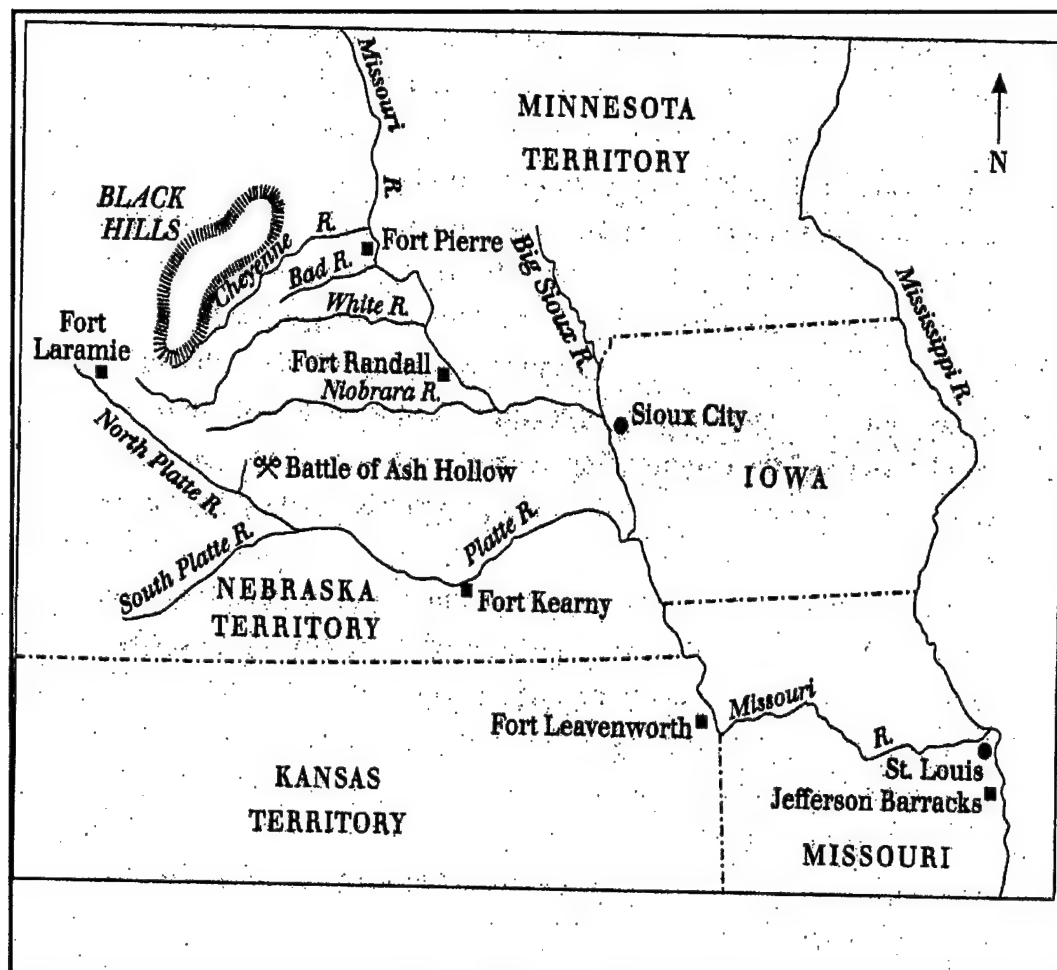 Missouri
R.
MINNESOTA
TERRITORY
N
BLACK
HILLS
Cheyenne
R.
Fort Pierre
Bad R.
Big Sioux R.
White R.
Mississippi R.
Fort
Laramie
Fort Randall
Niobrara R.
Sioux City
North Platte R.
Battle of Ash Hollow
IOWA
Platte R.
South Platte R.
NEBRASKA
TERRITORY
Fort Kearny
Fort Leavenworth
Missouri
R.
St. Louis
Jefferson Barracks
KANSAS
TERRITORY
MISSOURI